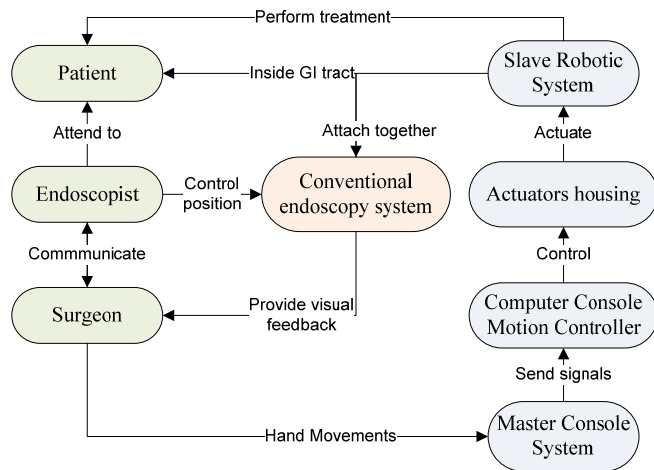 Perform treatment
Patient
Inside GI tract
Slave Robotic
System
Attend to
Attach together
Actuate
Endoscopist
Control
position
Conventional
endoscopy system
Actuators housing
Commmunicate
Control
Surgeon
Provide visual
feedback
Computer Console
Motion Controller
Send signals
Hand Movements
Master Console
System